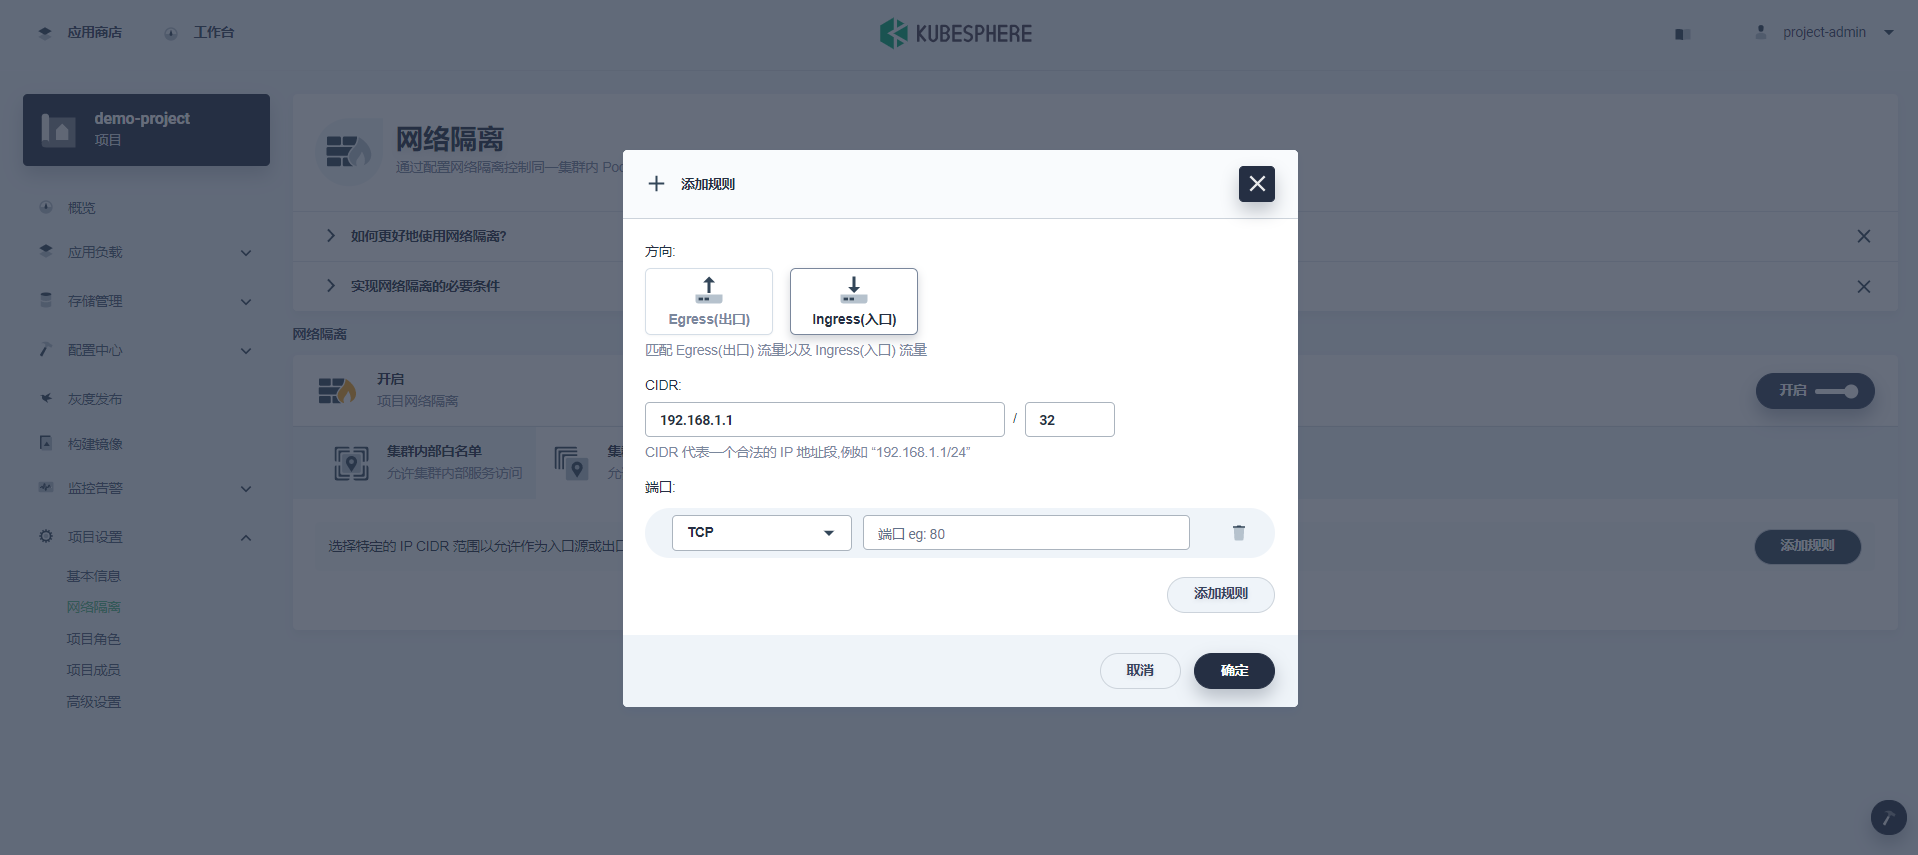 应用商店
工作台
KUBESPHERE
project-admin
demo-project
项目
概览
应用负载
存储管理
配置中心
灰度发布
构建镜像
监控告警
项目设置
基本信息
网络隔离
项目角色
项目成员
高级设置
网络隔离
通过配置网络隔离控制同一集群内 Pod
如何更好地使用网络隔离?
实现网络隔离的必要条件
网络隔离
开启
项目网络隔离
开启
集群内部白名单
允许集群内部服务访问
集
允
选择特定的 IP CIDR 范围以允许作为入口源或出口
添加规则
添加规则
方向:
Egress(出口)
Ingress(入口)
匹配 Egress(出口) 流量以及 Ingress(入口) 流量
CIDR:
192.168.1.1 / 32
CIDR 代表一个合法的 IP 地址段,例如 “192.168.1.1/24”
端口:
TCP
端口 eg: 80
添加规则
取消
确定